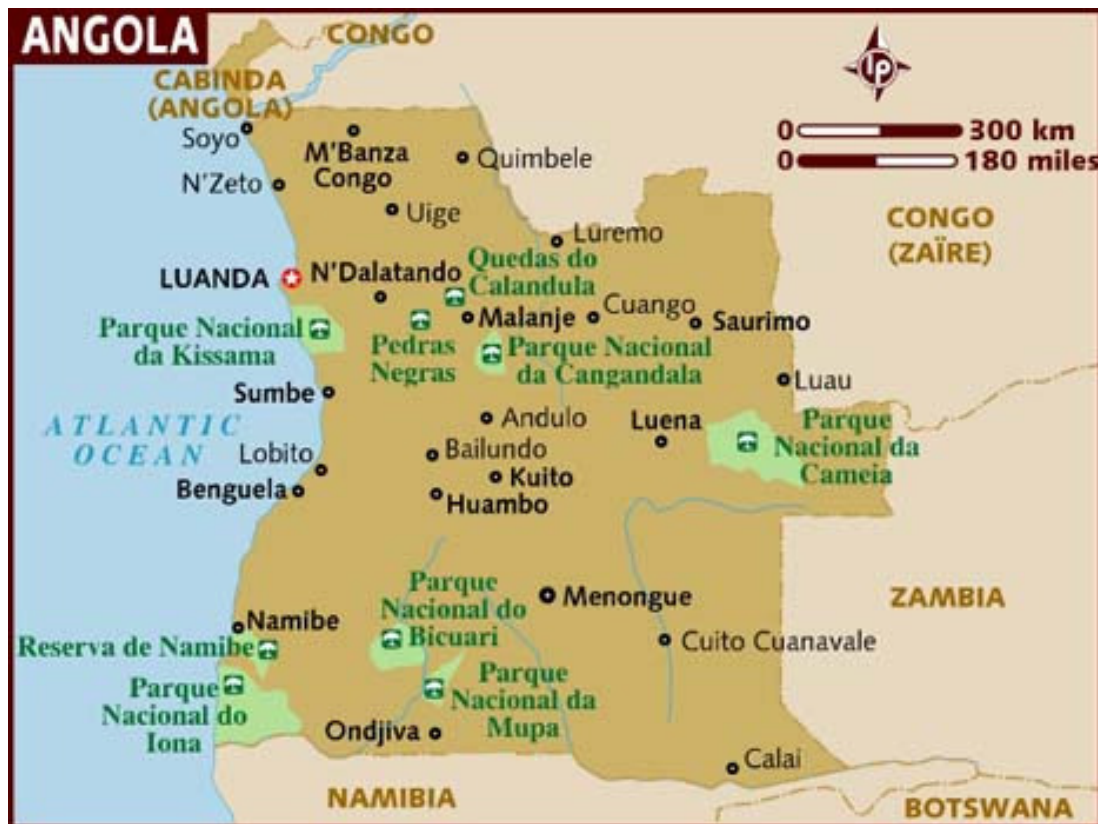 ANGOLA
CONGO
CABINDA
(ANGOLA)
lp
0 300 km
0 180 miles
Soyo
M'Banza
Congo
Quimbele
N'Zeto
Uige
Luremo
CONGO
(ZAÏRE)
LUANDA
N'Dalatando
Quedas do
Calandula
Cuango
Malanje
Saurimo
Parque Nacional
da Kissama
Pedras
Negras
Parque Nacional
da Cangandala
Luau
Sumbe
Andulo
Luena
Parque
Nacional da
Cameia
ATLANTIC
OCEAN
Lobito
Bailundo
Benguela
Kuito
Huambo
Parque
Nacional do
Bicuari
Menongue
ZAMBIA
Namibe
Reserva de Namibe
Cuito Cuanavale
Parque
Nacional do
Iona
Parque
Nacional da
Mupa
Ondjiva
Calai
NAMIBIA
BOTSWANA